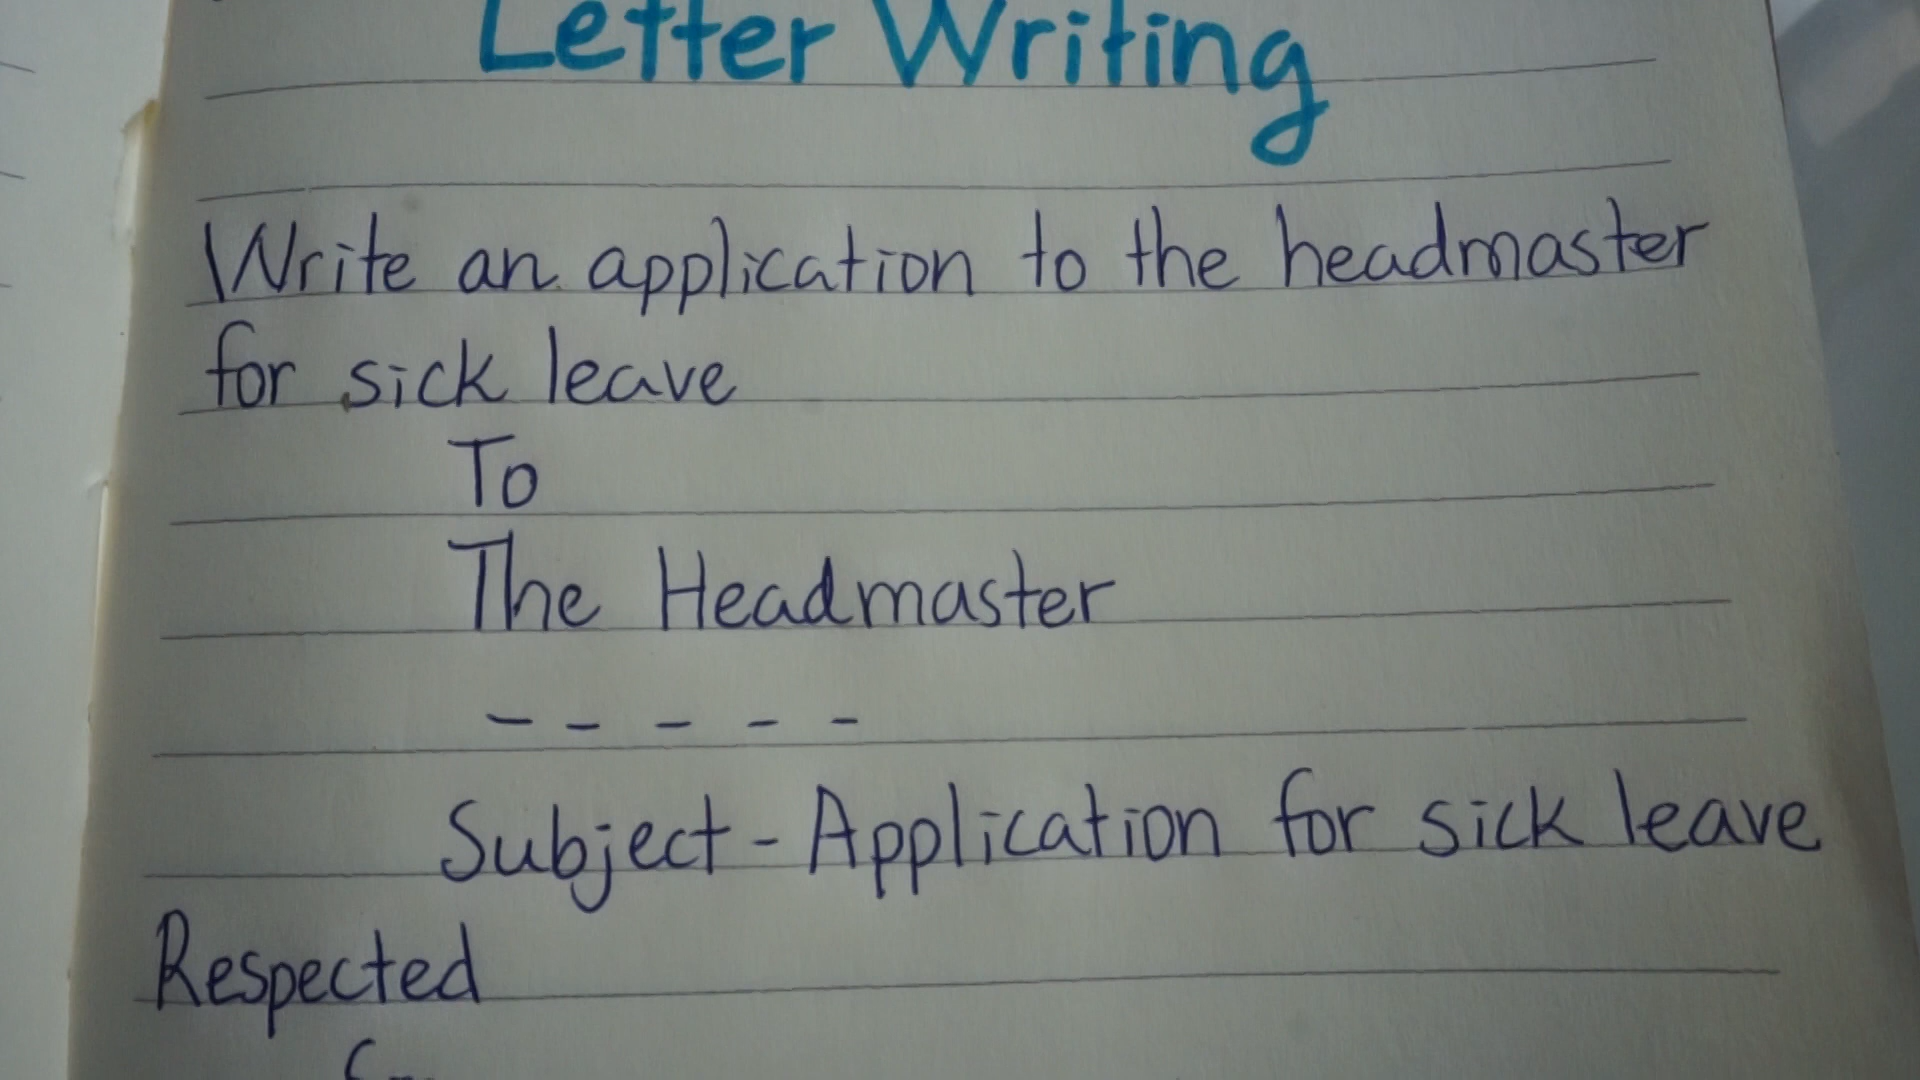 Letter Writing
Write an application to the headmaster
for sick leave
To
The Headmaster
- - - - -
Subject - Application for sick leave
Respected